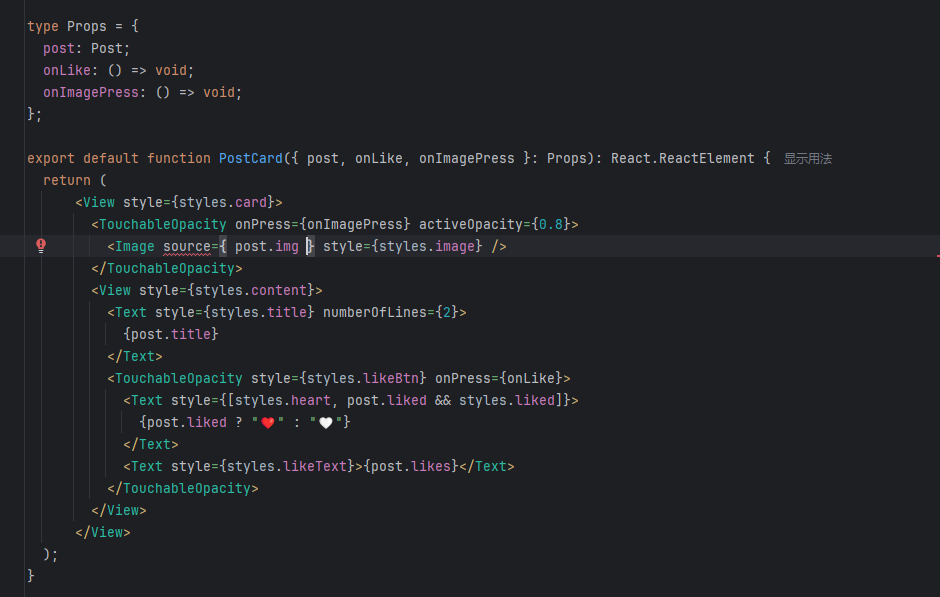 type Props = {
  post: Post;
  onLike: () => void;
  onImagePress: () => void;
};

export default function PostCard({ post, onLike, onImagePress }: Props): React.ReactElement {  显示用法
  return (
      <View style={styles.card}>
        <TouchableOpacity onPress={onImagePress} activeOpacity={0.8}>
          <Image source={ post.img } style={styles.image} />
        </TouchableOpacity>
        <View style={styles.content}>
          <Text style={styles.title} numberOfLines={2}>
            {post.title}
          </Text>
          <TouchableOpacity style={styles.likeBtn} onPress={onLike}>
            <Text style={[styles.heart, post.liked && styles.liked]}>
              {post.liked ? "❤️" : "🤍"}
            </Text>
            <Text style={styles.likeText}>{post.likes}</Text>
          </TouchableOpacity>
        </View>
      </View>
  );
}